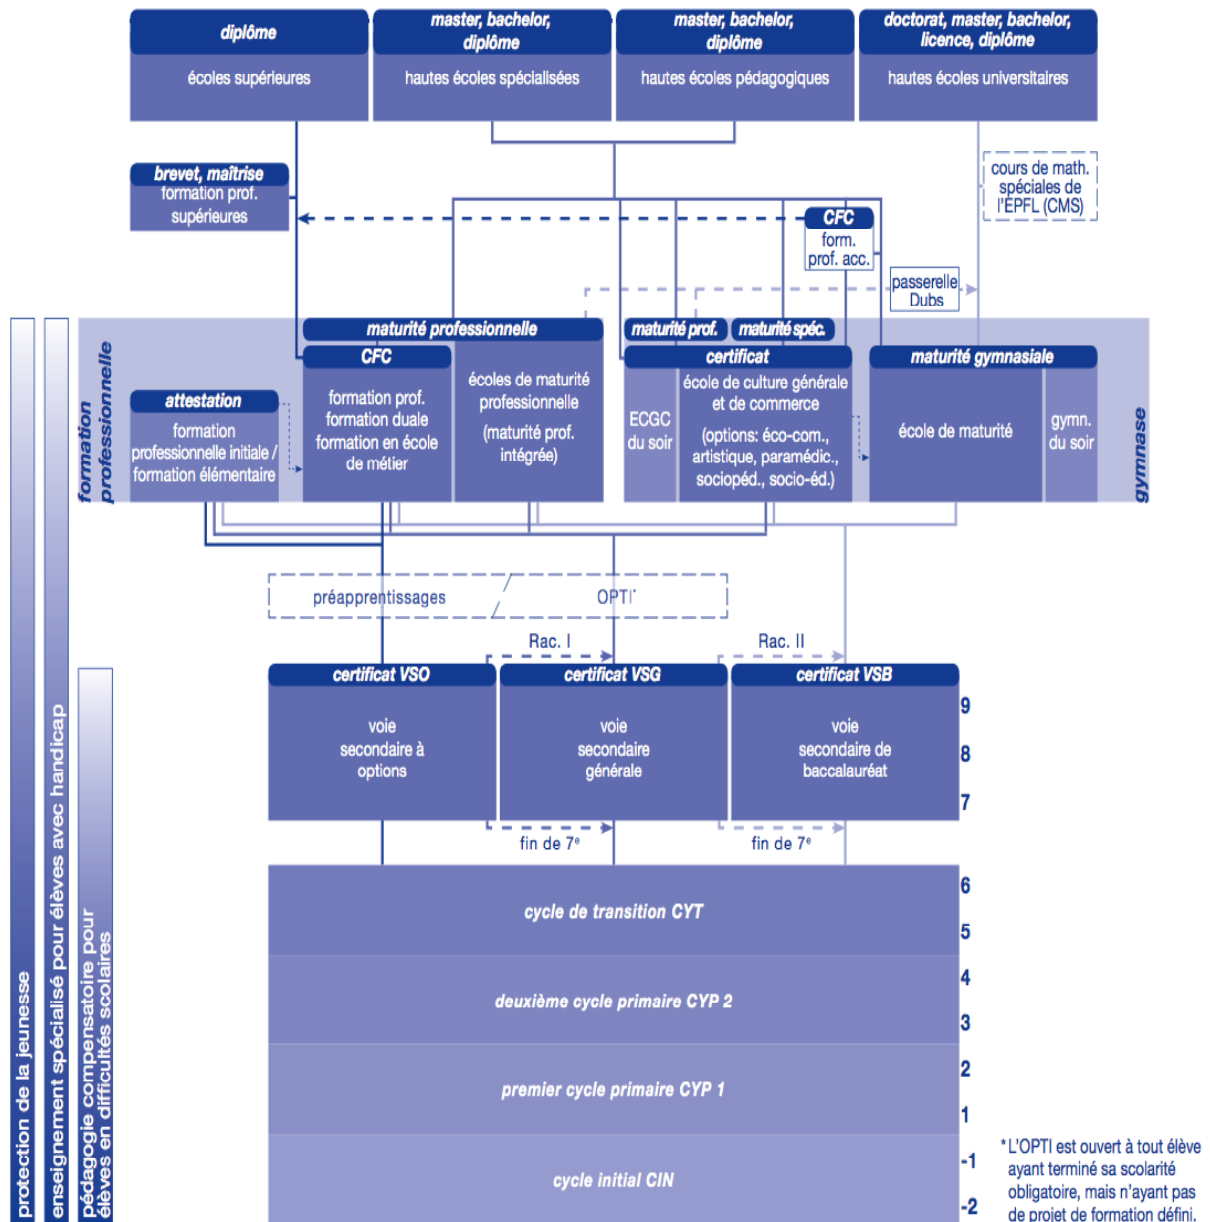 diplôme
écoles supérieures
master, bachelor,
diplôme
hautes écoles spécialisées
master, bachelor,
diplôme
hautes écoles pédagogiques
doctorat, master, bachelor,
licence, diplôme
hautes écoles universitaires
brevet, maîtrise
formation prof.
supérieures
cours de math.
spéciales de
l'EPFL (CMS)
CFC
form.
prof. acc.
passerelle
Dubs
formation
professionnelle
maturité professionnelle
attestation
formation
professionnelle initiale /
formation élémentaire
CFC
formation prof.
formation duale
formation en école
de métier
écoles de maturité
professionnelle
(maturité prof.
intégrée)
maturité prof.
maturité spéc.
certificat
ECGC
du soir
école de culture générale
et de commerce
(options: éco-com.,
artistique, paramédic.,
sociopéd., socio-éd.)
maturité gymnasiale
école de maturité
gymn.
du soir
gymnase
préapprentissages
OPTI*
Rac. I
Rac. II
certificat VSO
voie
secondaire à
options
certificat VSG
voie
secondaire
générale
certificat VSB
voie
secondaire de
baccalauréat
9
8
7
fin de 7e
fin de 7e
cycle de transition CYT
6
5
deuxième cycle primaire CYP 2
4
3
premier cycle primaire CYP 1
2
1
cycle initial CIN
-1
-2
protection de la jeunesse
enseignement spécialisé pour élèves avec handicap
pédagogie compensatoire pour
élèves en difficultés scolaires
* L'OPTI est ouvert à tout élève
ayant terminé sa scolarité
obligatoire, mais n'ayant pas
de projet de formation défini.